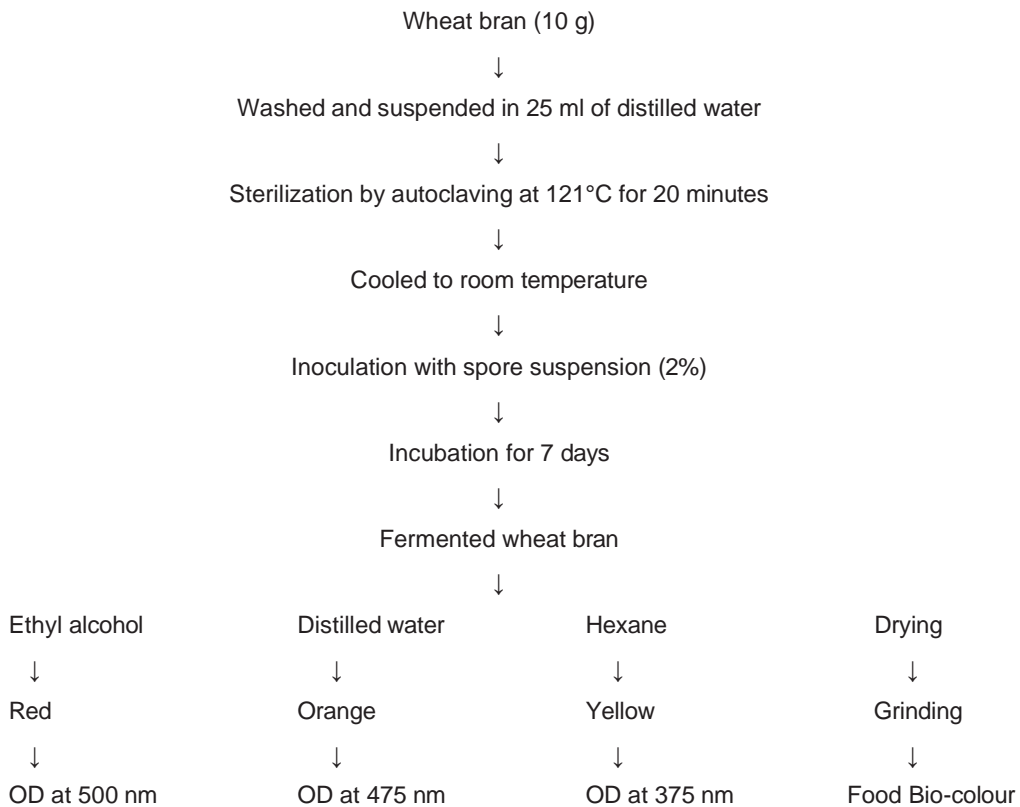 Wheat bran (10 g)
↓
Washed and suspended in 25 ml of distilled water
↓
Sterilization by autoclaving at 121°C for 20 minutes
↓
Cooled to room temperature
↓
Inoculation with spore suspension (2%)
↓
Incubation for 7 days
↓
Fermented wheat bran
↓
Ethyl alcohol Distilled water Hexane Drying
↓ ↓ ↓ ↓
Red Orange Yellow Grinding
↓ ↓ ↓ ↓
OD at 500 nm OD at 475 nm OD at 375 nm Food Bio-colour